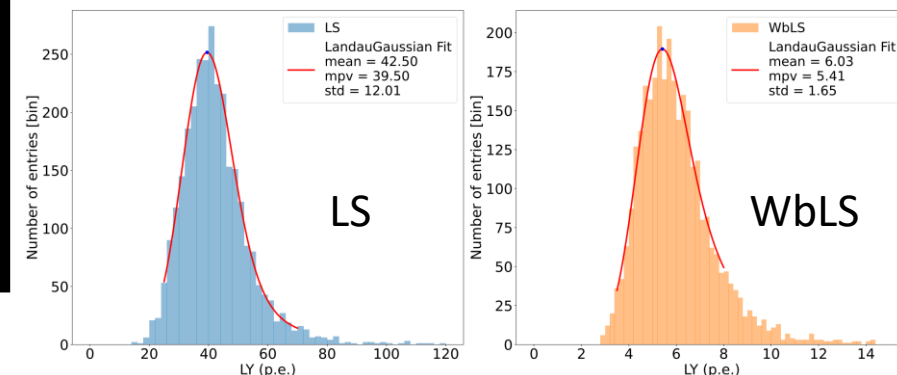 LS
LandauGaussian Fit
mean = 42.50
mpv = 39.50
std = 12.01
Number of entries [bin]
250
200
150
100
50
0
LS
0 20 40 60 80 100 120
LY (p.e.)
WbLS
LandauGaussian Fit
mean = 6.03
mpv = 5.41
std = 1.65
Number of entries [bin]
200
175
150
125
100
75
50
25
0
WbLS
0 2 4 6 8 10 12 14
LY (p.e.)